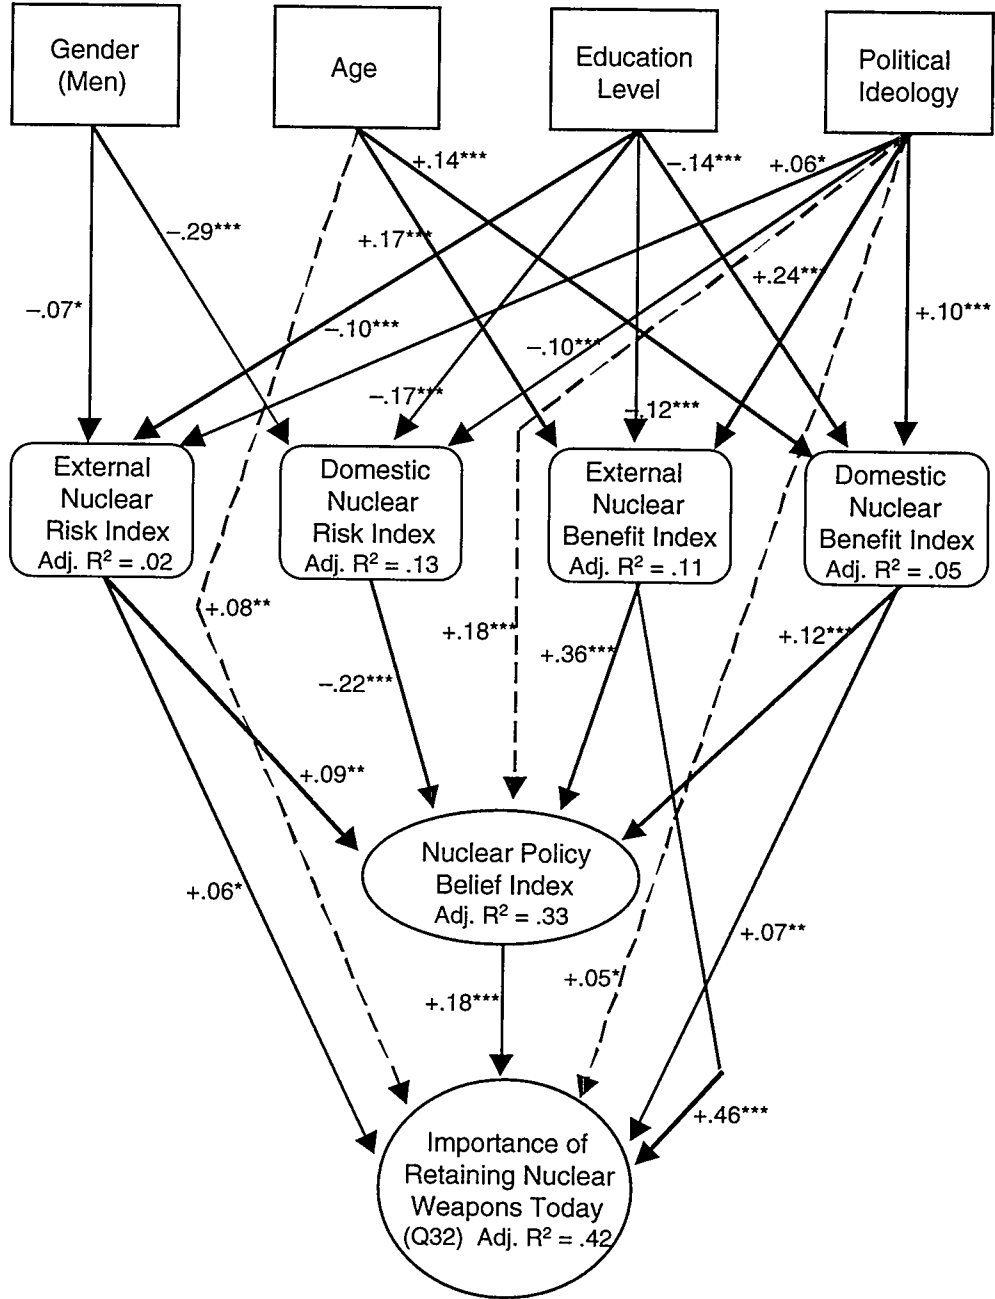 Gender
(Men)
Age
Education
Level
Political
Ideology
+.14***
–.14***
+.06*
–.29***
+.17***
+.24***
–.07*
+.10***
–.10***
–.10***
–.17***
–.12***
External
Nuclear
Risk Index
Adj. R² = .02
Domestic
Nuclear
Risk Index
Adj. R² = .13
External
Nuclear
Benefit Index
Adj. R² = .11
Domestic
Nuclear
Benefit Index
Adj. R² = .05
+.08**
+.18***
+.36***
+.12***
–.22***
+.09**
Nuclear Policy
Belief Index
Adj. R² = .33
+.06*
+.07**
+.05*
+.18***
+.46***
Importance of
Retaining Nuclear
Weapons Today
(Q32) Adj. R² = .42